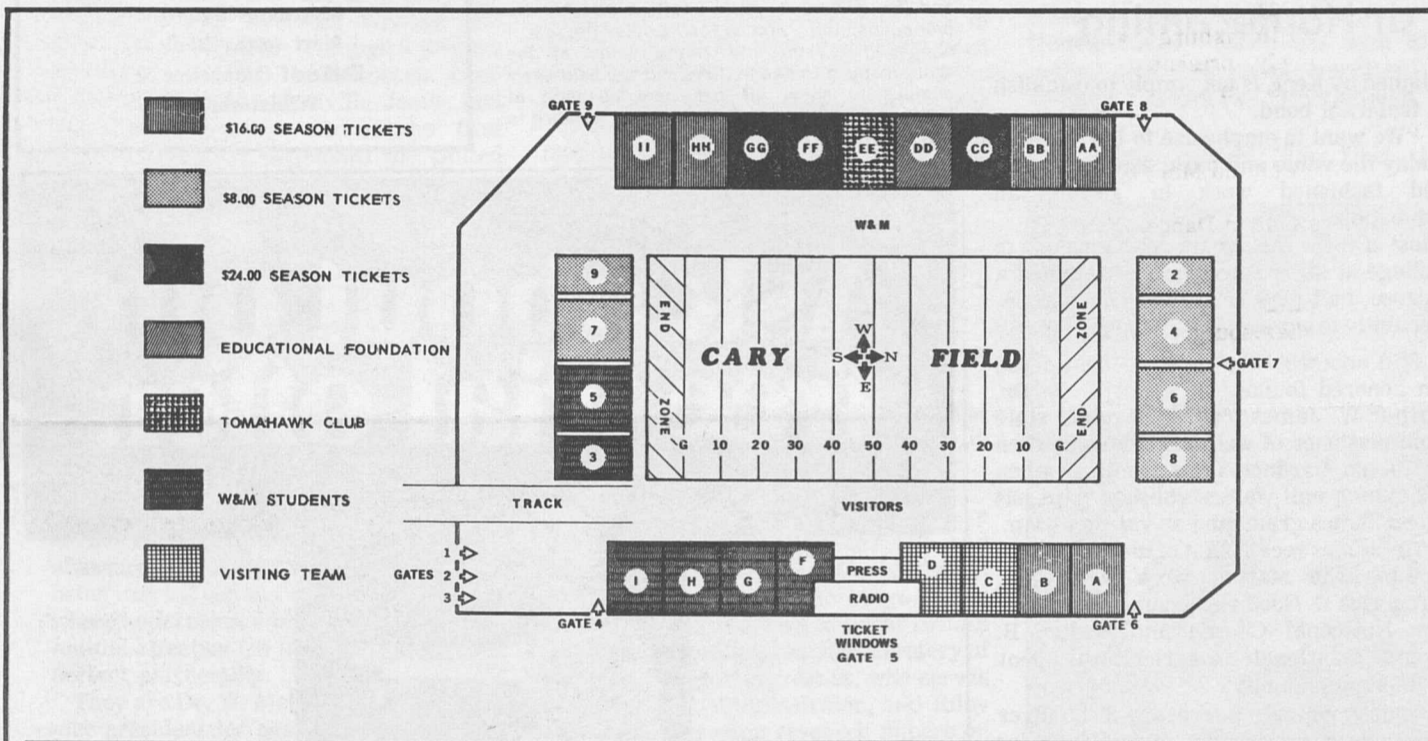 $16.00 SEASON TICKETS
$8.00 SEASON TICKETS
$24.00 SEASON TICKETS
EDUCATIONAL FOUNDATION
TOMAHAWK CLUB
W&M STUDENTS
VISITING TEAM
GATE 9
GATE 8
II HH GG FF EE DD CC BB AA
W&M
9
7
5
3
2
4
6
8
GATE 7
END
ZONE
CARY FIELD
W
S N
E
ZONE
END
G 10 20 30 40 50 40 30 20 10 G
TRACK
VISITORS
GATES
1
2
3
I H G F
PRESS
RADIO
D C B A
GATE 4
GATE 6
TICKET
WINDOWS
GATE 5